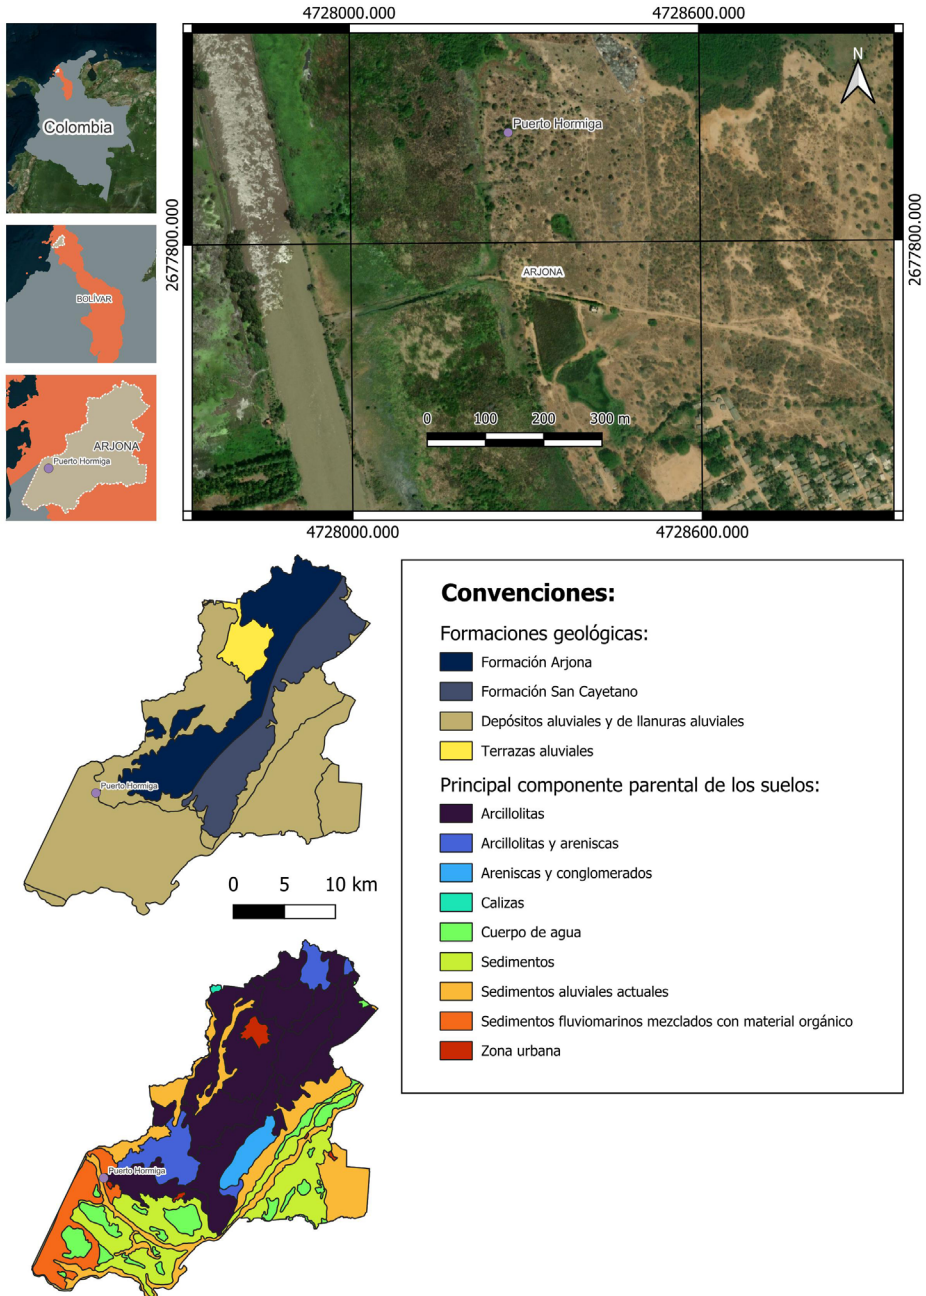 4728000.000
4728600.000
Colombia
N
Puerto Hormiga
2677800.000
2677800.000
BOLÍVAR
ARJONA
0 100 200 300 m
ARJONA
Puerto Hormiga
4728000.000
4728600.000
Convenciones:
Formaciones geológicas:
Formación Arjona
Formación San Cayetano
Depósitos aluviales y de llanuras aluviales
Terrazas aluviales
Principal componente parental de los suelos:
Arcillolitas
Arcillolitas y areniscas
Areniscas y conglomerados
Calizas
Cuerpo de agua
Sedimentos
Sedimentos aluviales actuales
Sedimentos fluviomarinos mezclados con material orgánico
Zona urbana
Puerto Hormiga
0 5 10 km
Puerto Hormiga